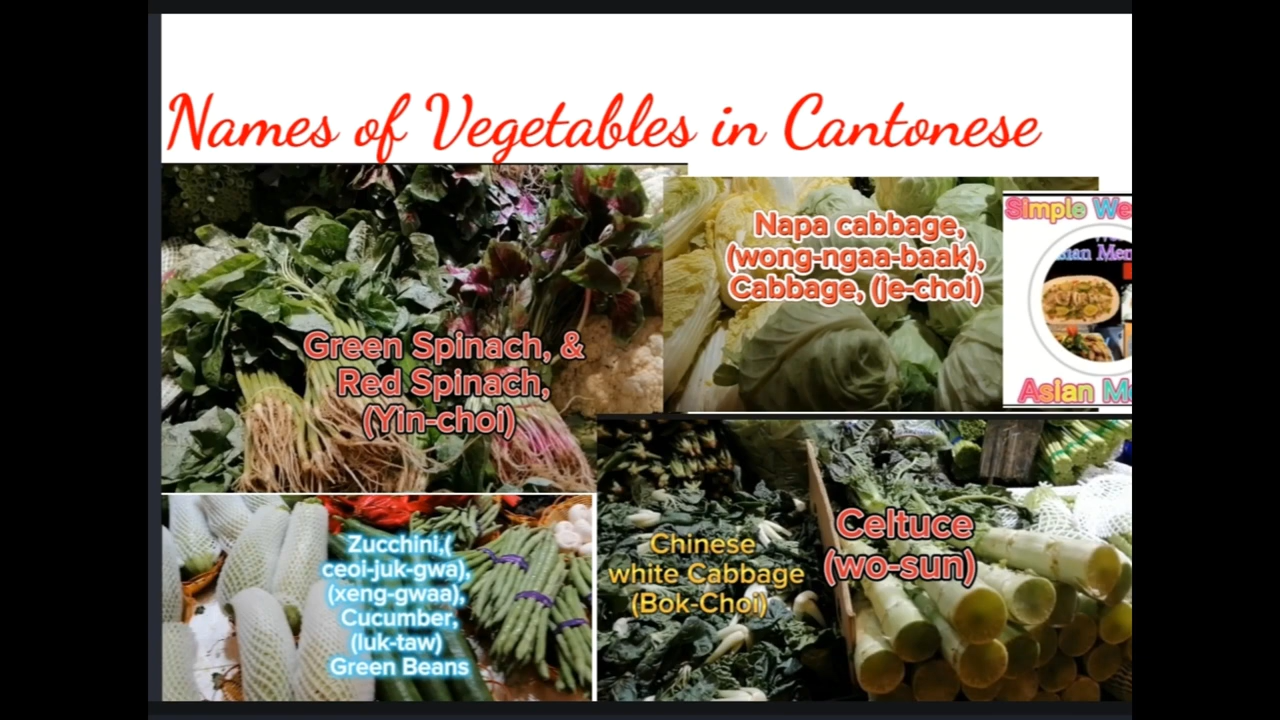 Names of Vegetables in Cantonese
Green Spinach, &
Red Spinach,
(Yin-choi)
Napa cabbage,
(wong-ngaa-baak),
Cabbage, (je-choi)
Simple We
Asian M
Zucchini,(
ceoi-juk-gwa),
(xeng-gwaa),
Cucumber,
(luk-taw)
Green Beans
Chinese
white Cabbage
(Bok-Choi)
Celtuce
(wo-sun)